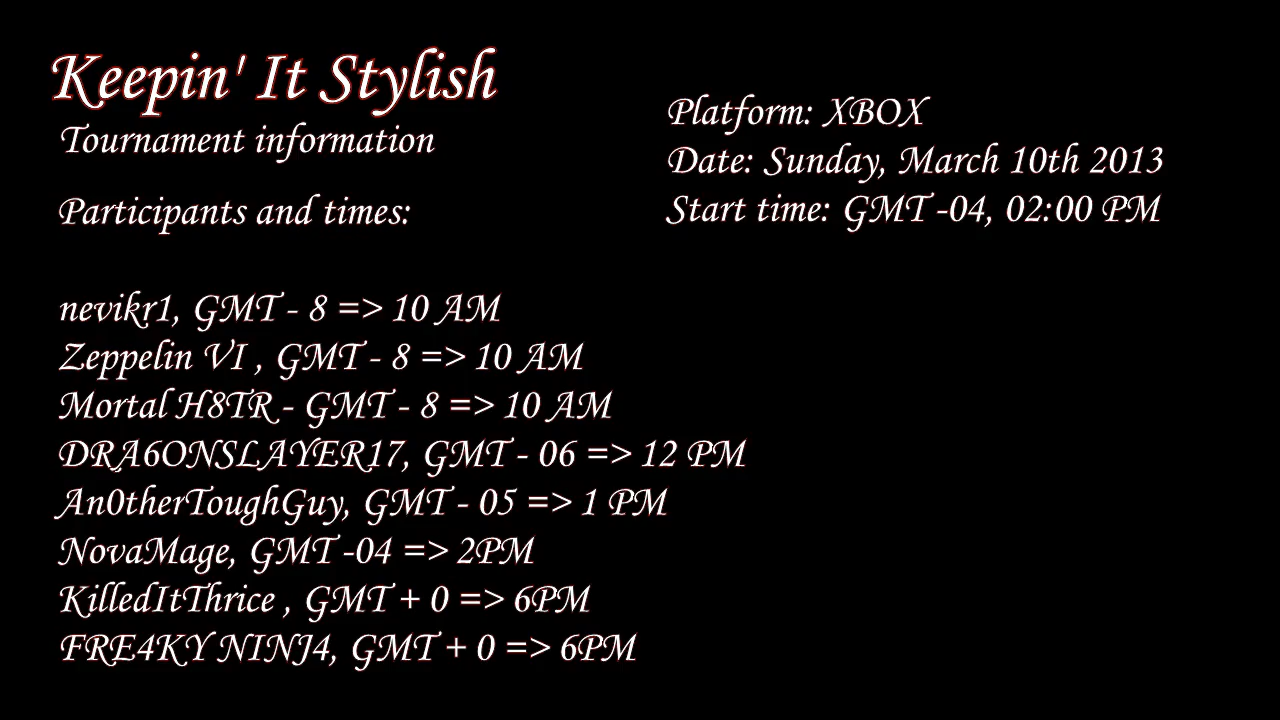 Keepin' It Stylish
Tournament information
Platform: XBOX
Date: Sunday, March 10th 2013
Start time: GMT -04, 02:00 PM
Participants and times:
nevikr1, GMT - 8 => 10 AM
Zeppelin VI , GMT - 8 => 10 AM
Mortal H8TR - GMT - 8 => 10 AM
DRA6ONSLAYER17, GMT - 06 => 12 PM
An0therToughGuy, GMT - 05 => 1 PM
NovaMage, GMT -04 => 2PM
KilledItThrice , GMT + 0 => 6PM
FRE4KY NINJ4, GMT + 0 => 6PM